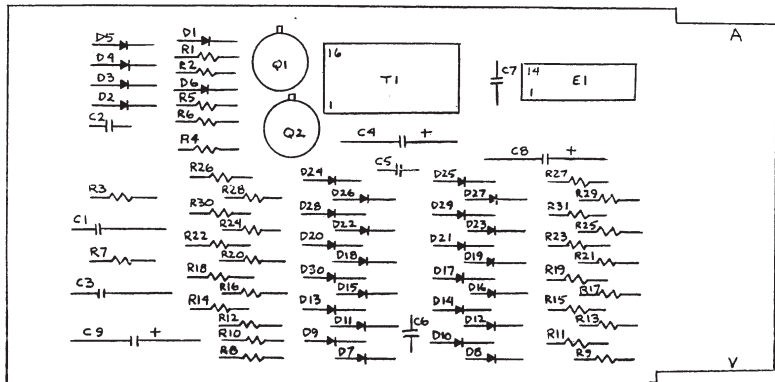 D5 D1 A
D4 R1 16 C7 14
D3 R2 Q1 T1 E1
D2 D6 1 1
C2 R5
R6 Q2 C4 +
R4 C5 C8 +
R26 D24 D25 R27
R3 R28 D26 D27 R29
C1 R30 D28 D29 R31
R24 D22 D23 R25
R7 R22 D20 D21 R23
R20 D18 D19 R21
C3 R18 D30 D17 R19
R16 D15 D16 R17
R14 D13 D14 R15
C9 + R12 D11 C6 D12 R13
R10 D9 D10 R11
R8 D7 D8 R9 V